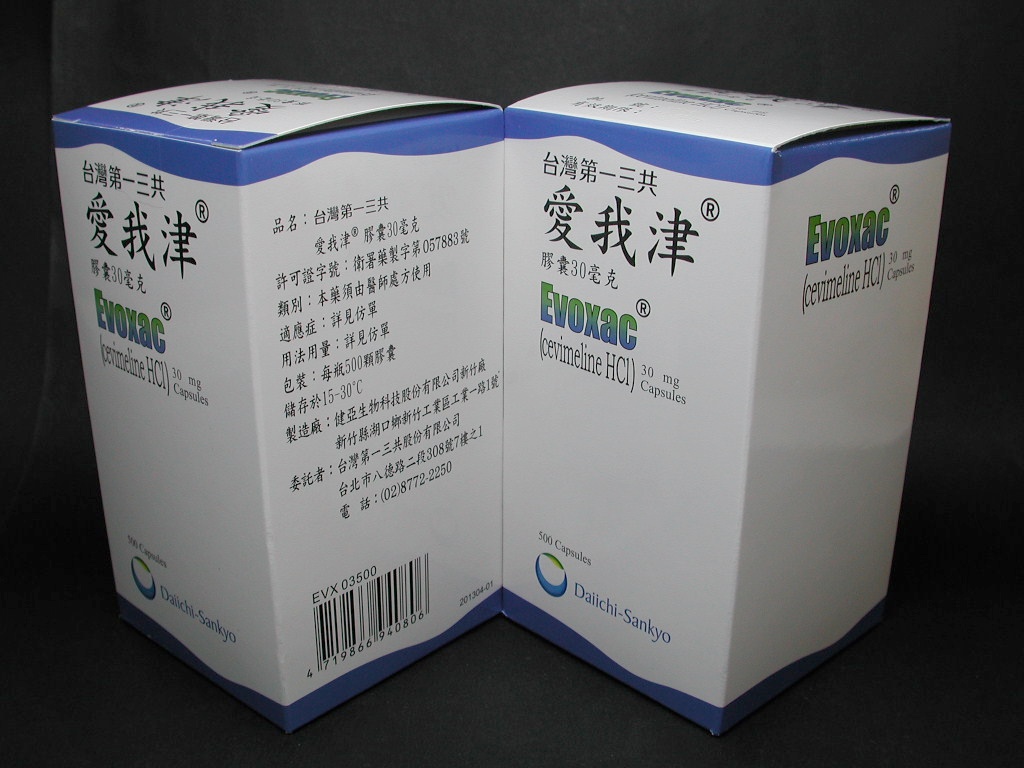 Evoxac
台灣第一三共
愛我津®
膠囊30毫克
Evoxac®
(cevimeline HCl) 30 mg
Capsules
500 Capsules
Daiichi-Sankyo
品名：台灣第一三共
愛我津® 膠囊30毫克
許可證字號：衛署藥製字第057883號
類別：本藥須由醫師處方使用
適應症：詳見仿單
用法用量：詳見仿單
包裝：每瓶500顆膠囊
儲存於15-30°C
製造廠：健亞生物科技股份有限公司新竹廠
新竹縣湖口鄉新竹工業區工業一路1號
委託者：台灣第一三共股份有限公司
台北市八德路二段308號7樓之1
電 話：(02)8772-2250
EVX 03500
4 719866 940806
201304-01
台灣第一三共
愛我津®
膠囊30毫克
Evoxac®
(cevimeline HCl) 30 mg
Capsules
500 Capsules
Daiichi-Sankyo
Evoxac®
(cevimeline HCl) 30 mg
Capsules